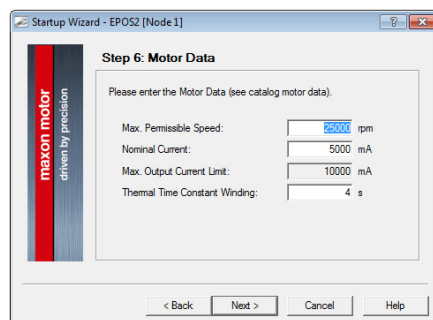 Startup Wizard - EPOS2 [Node 1]
Step 6: Motor Data
maxon motor
driven by precision
Please enter the Motor Data (see catalog motor data).
Max. Permissible Speed: 25000 rpm
Nominal Current: 5000 mA
Max. Output Current Limit: 10000 mA
Thermal Time Constant Winding: 4 s
< Back Next > Cancel Help